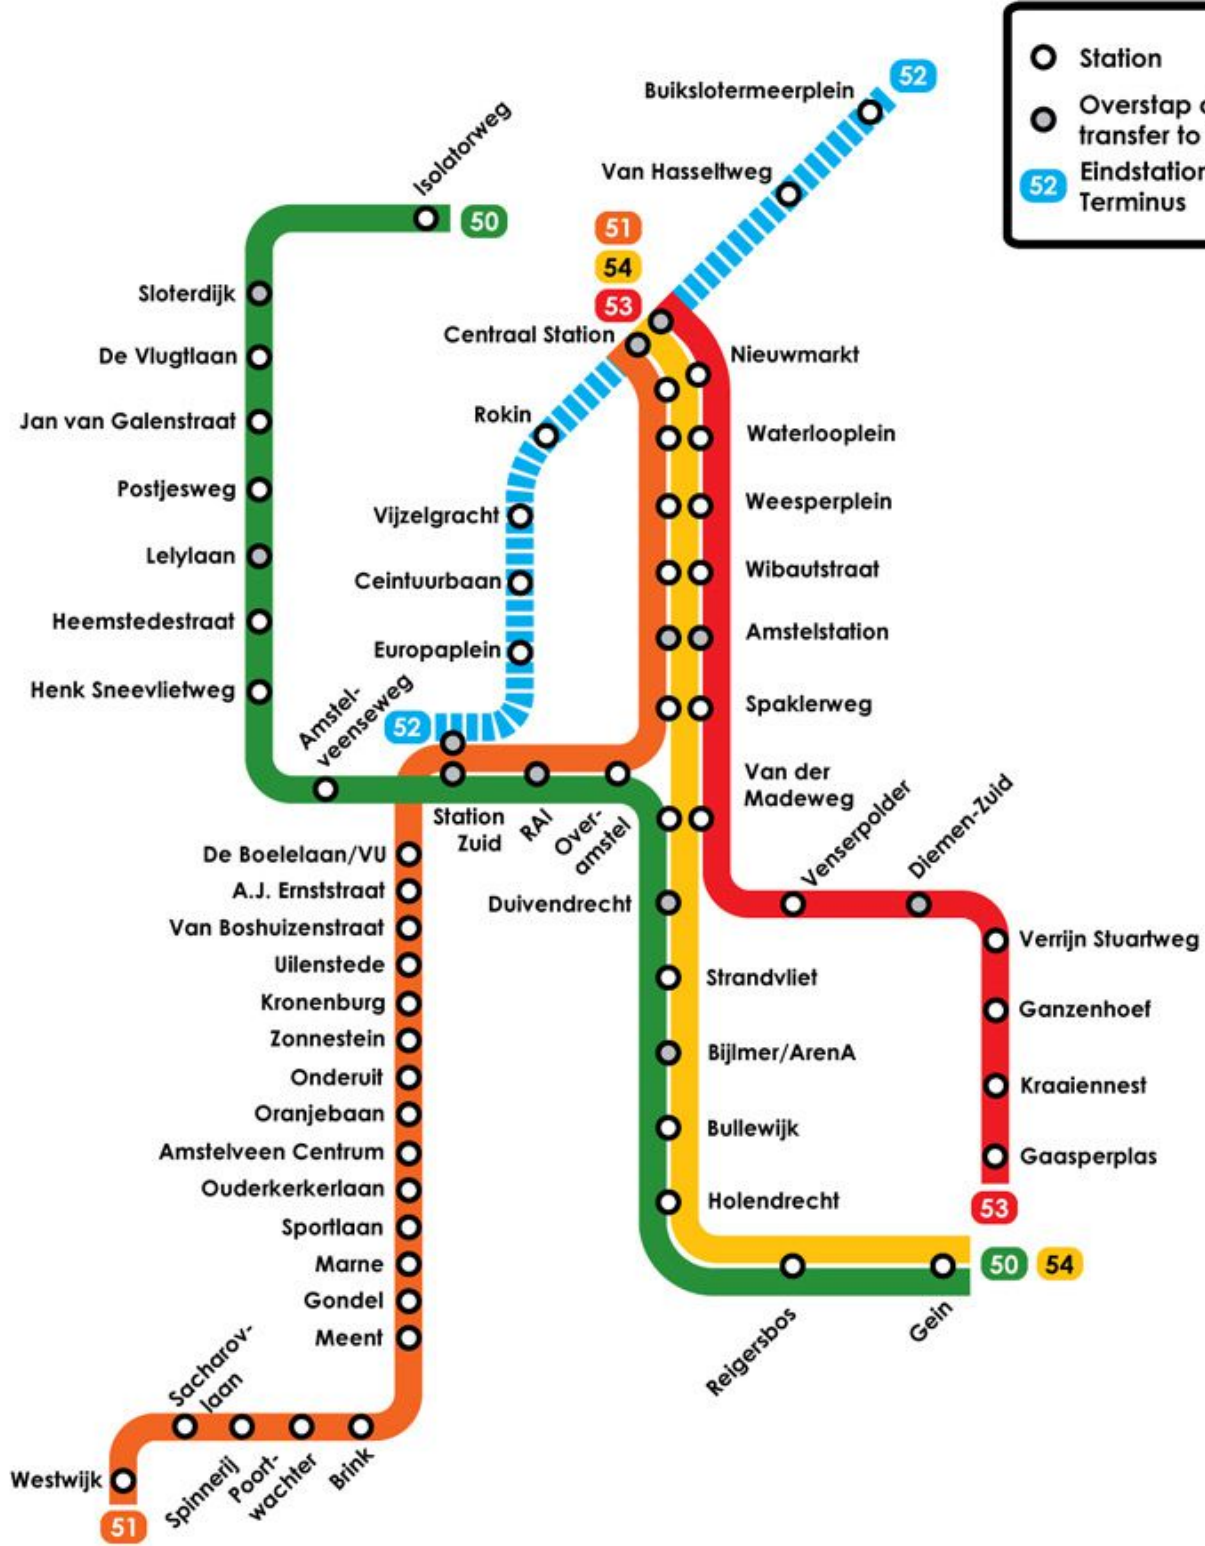 52
Buikslotermeerplein
Van Hasseltweg
Station
Overstap
transfer to
52
Eindstation
Terminus
Isolatorweg
50
51
54
53
Centraal Station
Nieuwmarkt
Sloterdijk
De Vlugtlaan
Jan van Galenstraat
Postjesweg
Lelylaan
Heemstedestraat
Henk Sneevlietweg
Amstel-
veenseweg
Rokin
Vijzelgracht
Ceintuurbaan
Europaplein
52
Waterlooplein
Weesperplein
Wibautstraat
Amstelstation
Spaklerweg
Van der
Madeweg
Station
Zuid
RAI
Over-
amstel
Venserpolder
Diemen-Zuid
De Boelelaan/VU
A.J. Ernststraat
Van Boshuizenstraat
Uilenstede
Kronenburg
Zonnestein
Onderuit
Oranjebaan
Amstelveen Centrum
Ouderkerkerlaan
Sportlaan
Marne
Gondel
Meent
Duivendrecht
Strandvliet
Bijlmer/ArenA
Bullewijk
Holendrecht
Verrijn Stuartweg
Ganzenhoef
Kraaiennest
Gaasperplas
53
50
54
Reigersbos
Gein
Sacharov-
laan
Spinnerij
Poort-
wachter
Brink
Westwijk
51